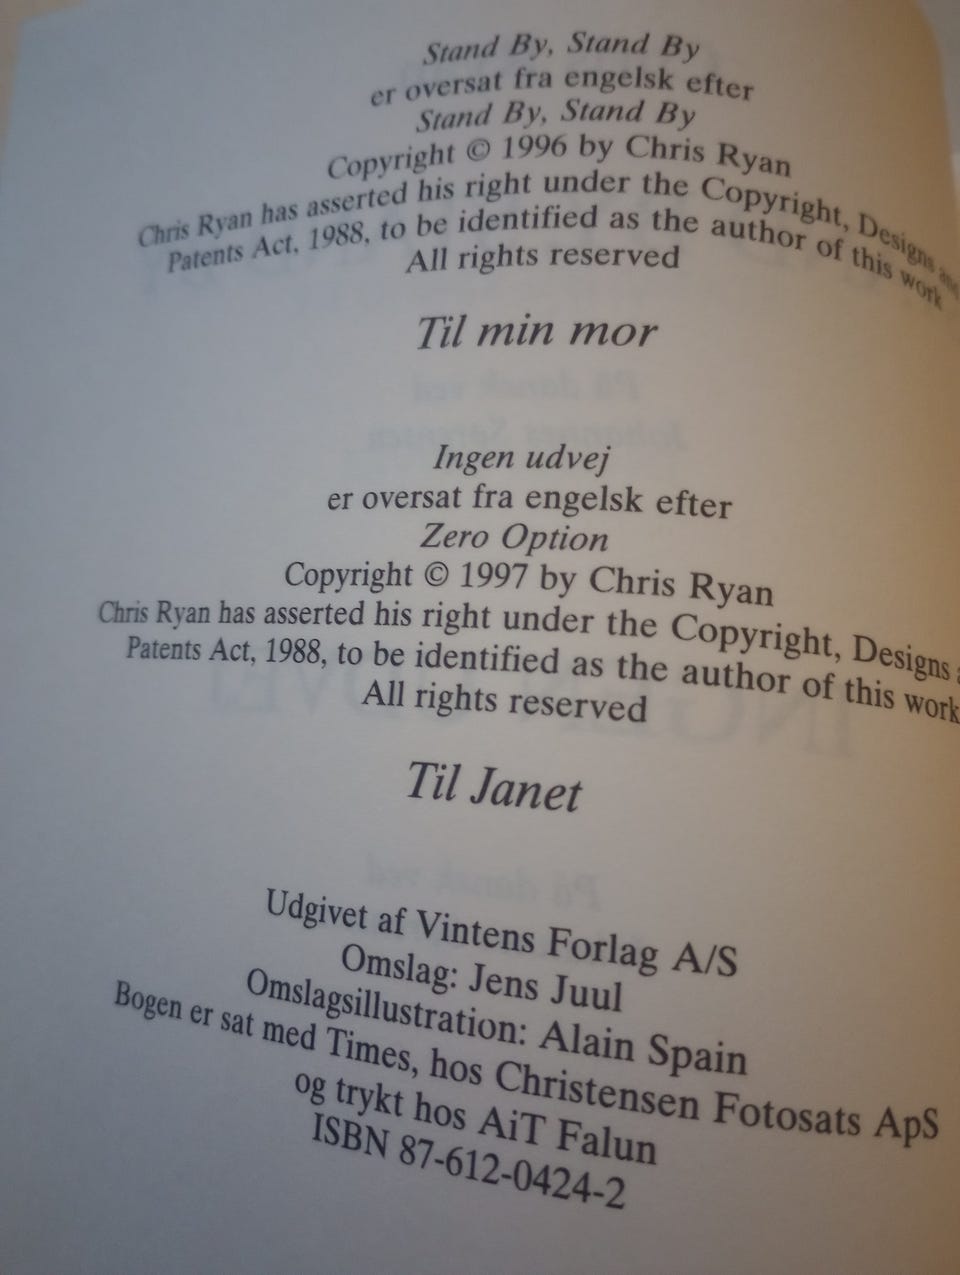 Stand By, Stand By
er oversat fra engelsk efter
Stand By, Stand By
Copyright © 1996 by Chris Ryan
Chris Ryan has asserted his right under the Copyright, Designs and
Patents Act, 1988, to be identified as the author of this work
All rights reserved
Til min mor
Ingen udvej
er oversat fra engelsk efter
Zero Option
Copyright © 1997 by Chris Ryan
Chris Ryan has asserted his right under the Copyright, Designs a
Patents Act, 1988, to be identified as the author of this work
All rights reserved
Til Janet
Udgivet af Vintens Forlag A/S
Omslag: Jens Juul
Omslagsillustration: Alain Spain
Bogen er sat med Times, hos Christensen Fotosats ApS
og trykt hos AiT Falun
ISBN 87-612-0424-2